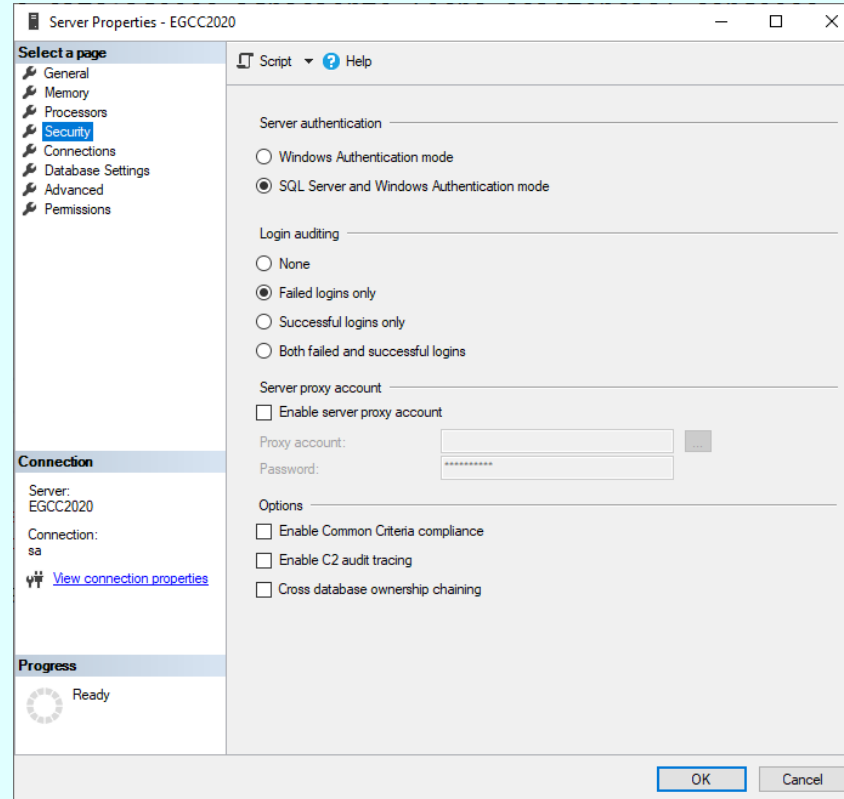 Server Properties - EGCC2020
Select a page
General
Memory
Processors
Security
Connections
Database Settings
Advanced
Permissions
Connection
Server:
EGCC2020
Connection:
sa
View connection properties
Progress
Ready
Script
Help
Server authentication
Windows Authentication mode
SQL Server and Windows Authentication mode
Login auditing
None
Failed logins only
Successful logins only
Both failed and successful logins
Server proxy account
Enable server proxy account
Proxy account:
...
Password:
**********
Options
Enable Common Criteria compliance
Enable C2 audit tracing
Cross database ownership chaining
OK
Cancel